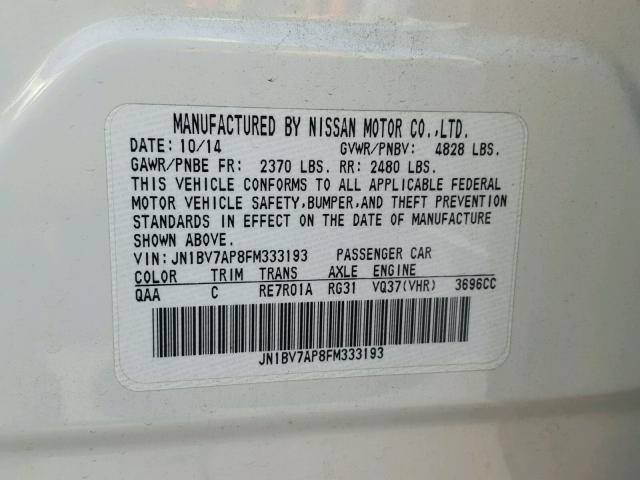 MANUFACTURED BY NISSAN MOTOR CO.,LTD.
DATE: 10/14 GVWR/PNBV: 4828 LBS.
GAWR/PNBE FR: 2370 LBS. RR: 2480 LBS.
THIS VEHICLE CONFORMS TO ALL APPLICABLE FEDERAL
MOTOR VEHICLE SAFETY,BUMPER,AND THEFT PREVENTION
STANDARDS IN EFFECT ON THE DATE OF MANUFACTURE
SHOWN ABOVE.
VIN:JN1BV7AP8FM333193 PASSENGER CAR
COLOR TRIM TRANS AXLE ENGINE
QAA C RE7R01A RG31 VQ37(VHR) 3696CC
JN1BV7AP8FM333193